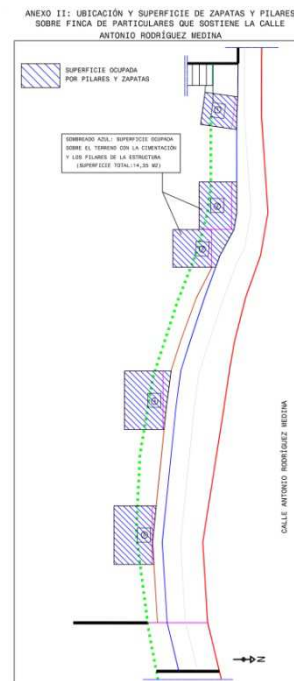 ANEXO II: UBICACIÓN Y SUPERFICIE DE ZAPATAS Y PILARES
SOBRE FINCA DE PARTICULARES QUE SOSTIENE LA CALLE
ANTONIO RODRÍGUEZ MEDINA
SUPERFICIE OCUPADA
POR PILARES Y ZAPATAS
SOMBREADO AZUL: SUPERFICIE OCUPADA
SOBRE EL TERRENO CON LA CIMENTACIÓN
Y LOS PILARES DE LA ESTRUCTURA
(SUPERFICIE TOTAL:14,35 M2)
CALLE ANTONIO RODRÍGUEZ MEDINA
N